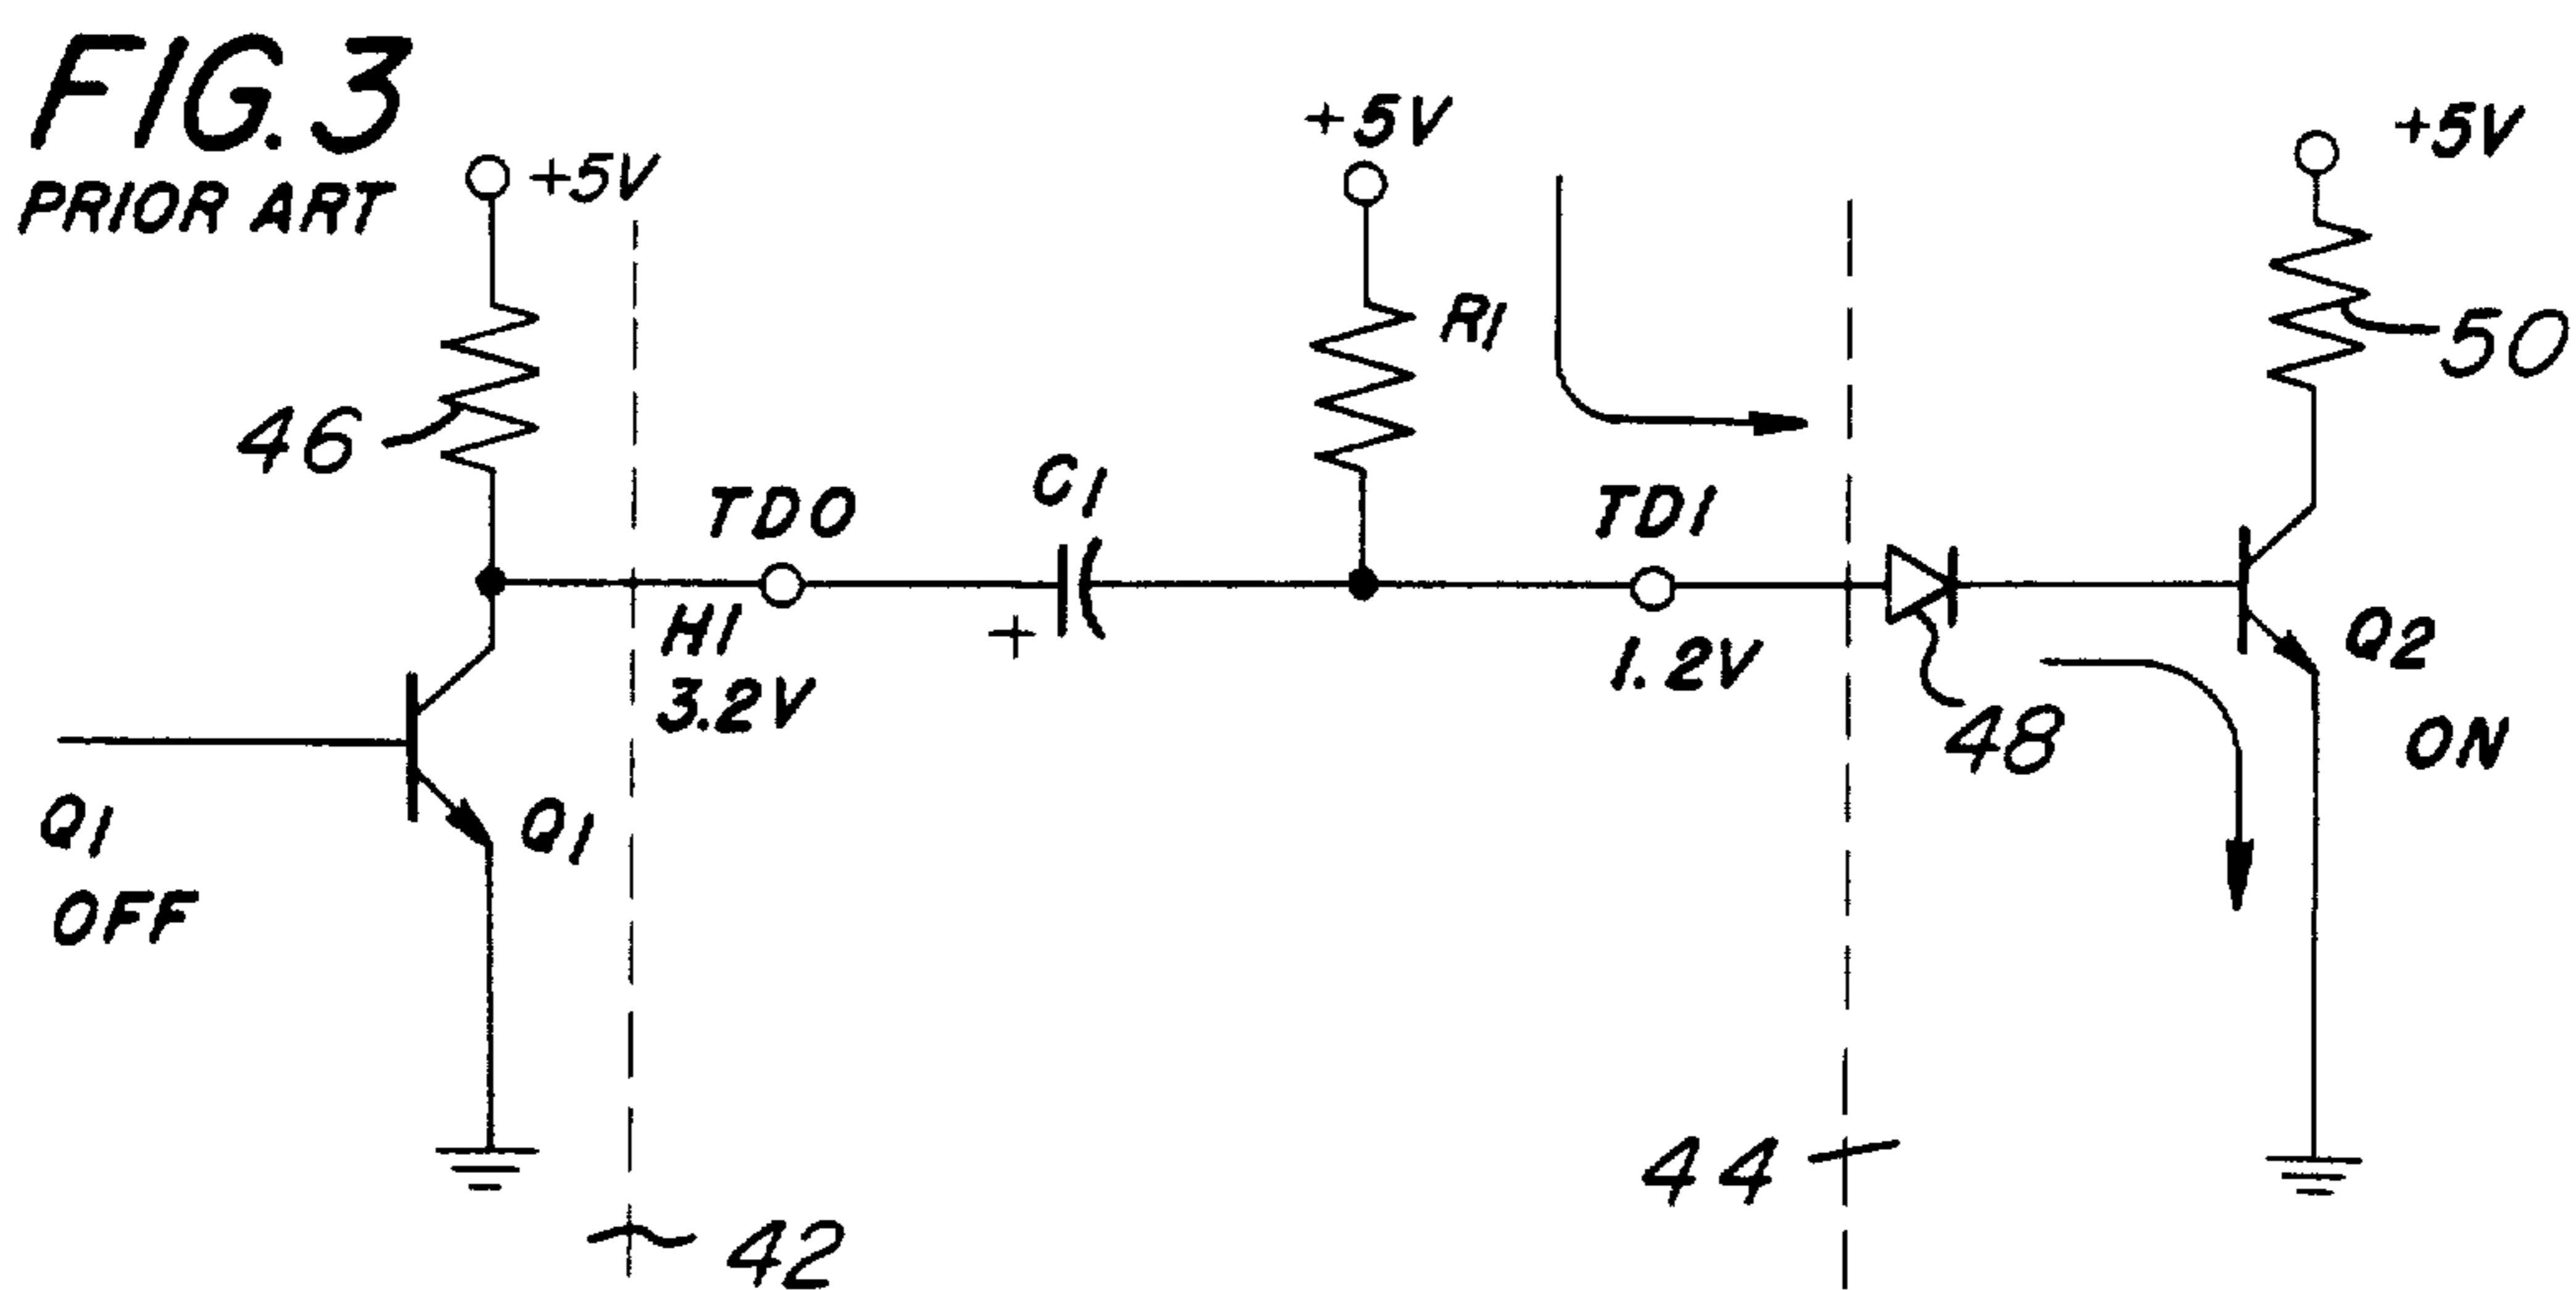 FIG. 3
PRIOR ART
+5V
+5V
+5V
R1
50
46
TDO
C1
TDI
HI
3.2V
+
1.2V
48
Q2
ON
Q1
OFF
Q1
44
42